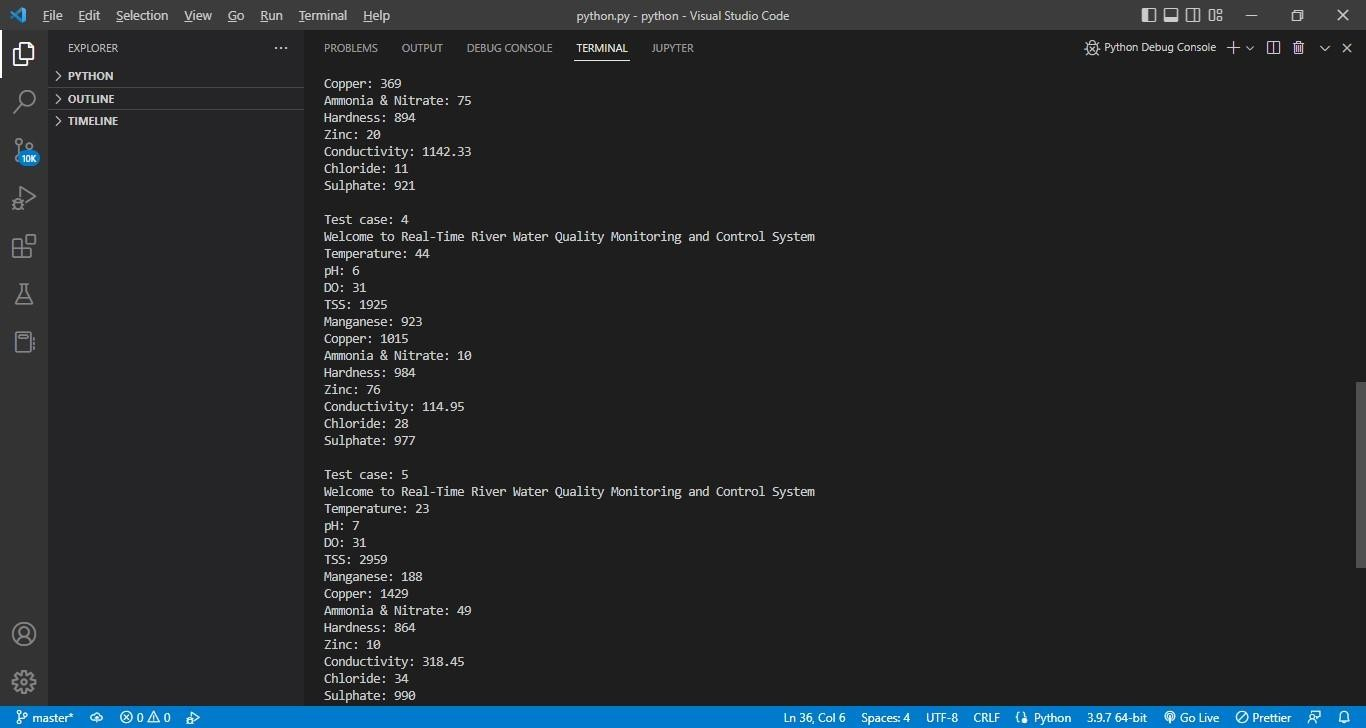 File Edit Selection View Go Run Terminal Help python.py - python - Visual Studio Code
EXPLORER
PYTHON
OUTLINE
TIMELINE
10K
PROBLEMS OUTPUT DEBUG CONSOLE TERMINAL JUPYTER Python Debug Console
Copper: 369
Ammonia & Nitrate: 75
Hardness: 894
Zinc: 20
Conductivity: 1142.33
Chloride: 11
Sulphate: 921
Test case: 4
Welcome to Real-Time River Water Quality Monitoring and Control System
Temperature: 44
pH: 6
DO: 31
TSS: 1925
Manganese: 923
Copper: 1015
Ammonia & Nitrate: 10
Hardness: 984
Zinc: 76
Conductivity: 114.95
Chloride: 28
Sulphate: 977
Test case: 5
Welcome to Real-Time River Water Quality Monitoring and Control System
Temperature: 23
pH: 7
DO: 31
TSS: 2959
Manganese: 188
Copper: 1429
Ammonia & Nitrate: 49
Hardness: 864
Zinc: 10
Conductivity: 318.45
Chloride: 34
Sulphate: 990
master* 0 0 Ln 36, Col 6 Spaces: 4 UTF-8 CRLF Python 3.9.7 64-bit Go Live Prettier